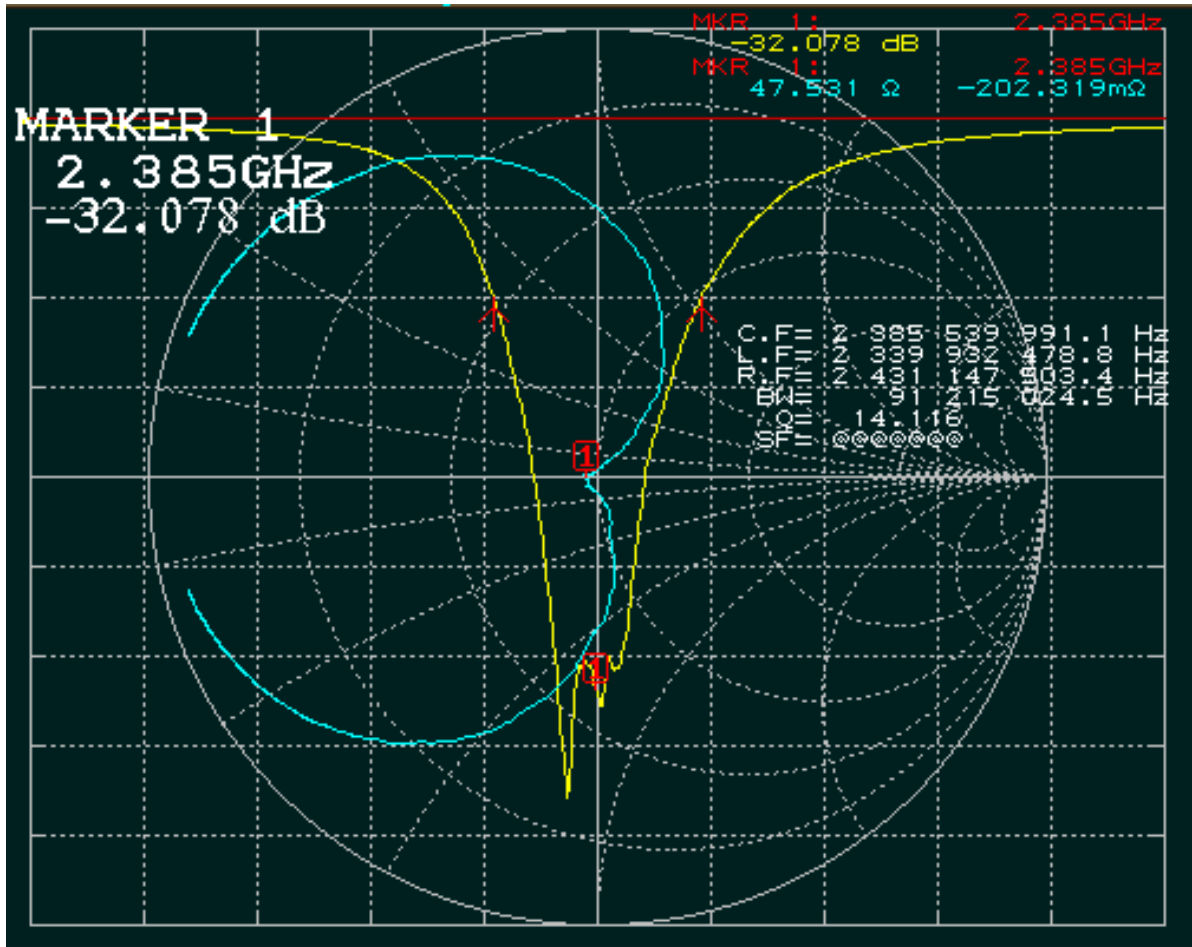 MKR 1: 2.385GHz
-32.078 dB
MKR 1: 2.385GHz
47.531 Ω -202.319mΩ
MARKER 1
2.385GHz
-32.078 dB
C.F= 2 385 539 991.1 Hz
L.F= 2 339 932 478.8 Hz
R.F= 2 431 147 503.4 Hz
BW= 91 215 024.5 Hz
Q= 14.116
SF= @@@@@@@
1
1